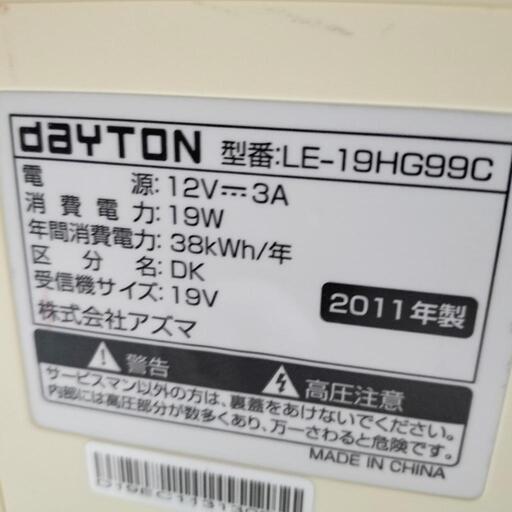 dayTON 型番:LE-19HG99C
電源:12V⎓3A
消費電力:19W
年間消費電力:38kWh/年
区分名:DK
受信機サイズ:19V
2011年製
株式会社アズマ
警告 高圧注意
サービスマン以外の方は、裏蓋をあけないでください。
内部には高圧部分が数多くあり、万一さわると危険です。
MADE IN CHINA